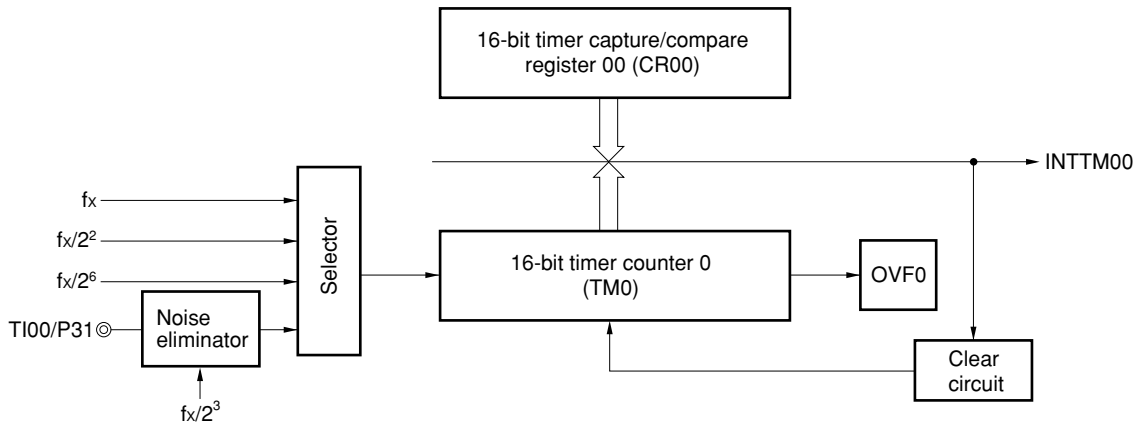 16-bit timer capture/compare
register 00 (CR00)
INTTM00
fx
fx/2²
fx/2⁶
TI00/P31
Noise
eliminator
fx/2³
Selector
16-bit timer counter 0
(TM0)
OVF0
Clear
circuit